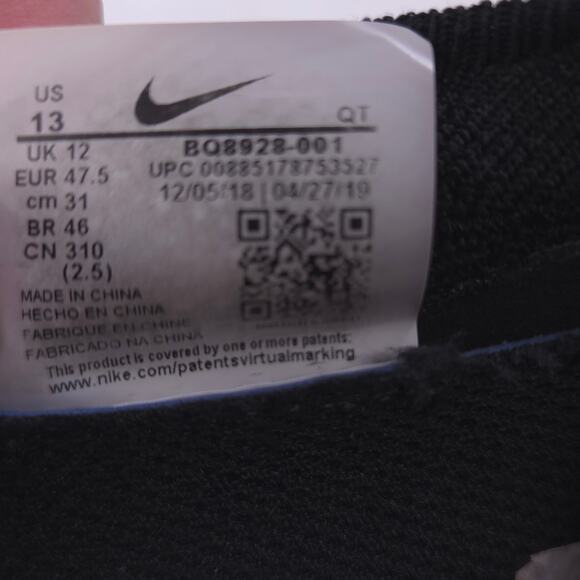 US
13
QT
UK 12
BQ8928-001
EUR 47.5
UPC 00885178753527
cm 31
12/05/18 | 04/27/19
BR 46
CN 310
(2.5)
MADE IN CHINA
HECHO EN CHINA
FABRIQUE EN CHINE
FABRICADO NA CHINA
This product is covered by one or more patents:
www.nike.com/patentsvirtualmarking